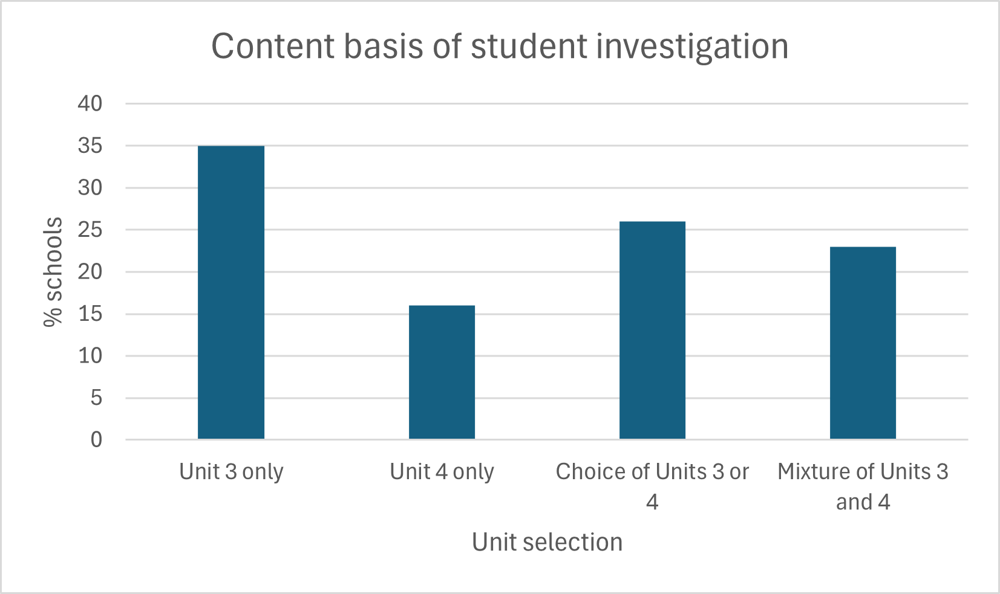 Content basis of student investigation
40
35
30
25
20
15
10
5
0
% schools
Unit 3 only
Unit 4 only
Choice of Units 3 or
4
Mixture of Units 3
and 4
Unit selection